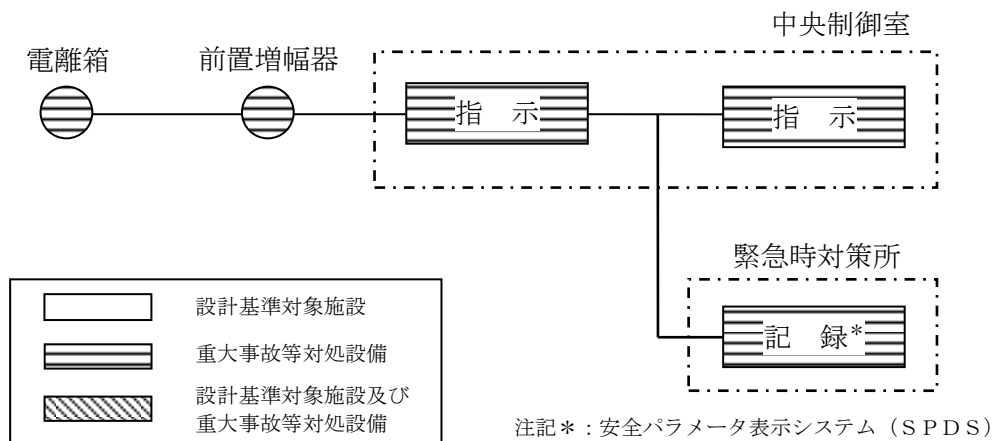 中央制御室
電離箱
前置増幅器
指 示
指 示
緊急時対策所
記 録*
設計基準対象施設
重大事故等対処設備
設計基準対象施設及び
重大事故等対処設備
注記*:安全パラメータ表示システム(SPDS)